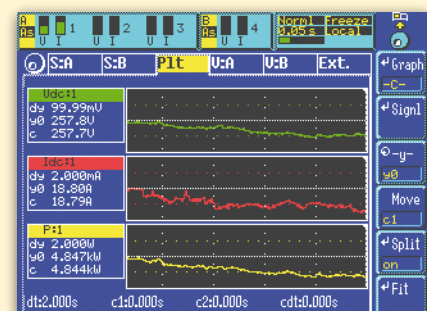 A As U I 1 U I 2 U I 3 B As U I 4 Norml Freeze
0.05s Local
S:A S:B Plt V:A V:B Ext.
Graph
-C-
Signl
-y-
y0
Move
c1
Split
on
Fit
Udc:1
dy 99.99mV
y0 257.8V
c 257.7V
Idc:1
dy 2.000mA
y0 18.80A
c 18.79A
P:1
dy 2.000W
y0 4.847kW
c 4.844kW
dt:2.000s c1:0.000s c2:0.000s cdt:0.000s